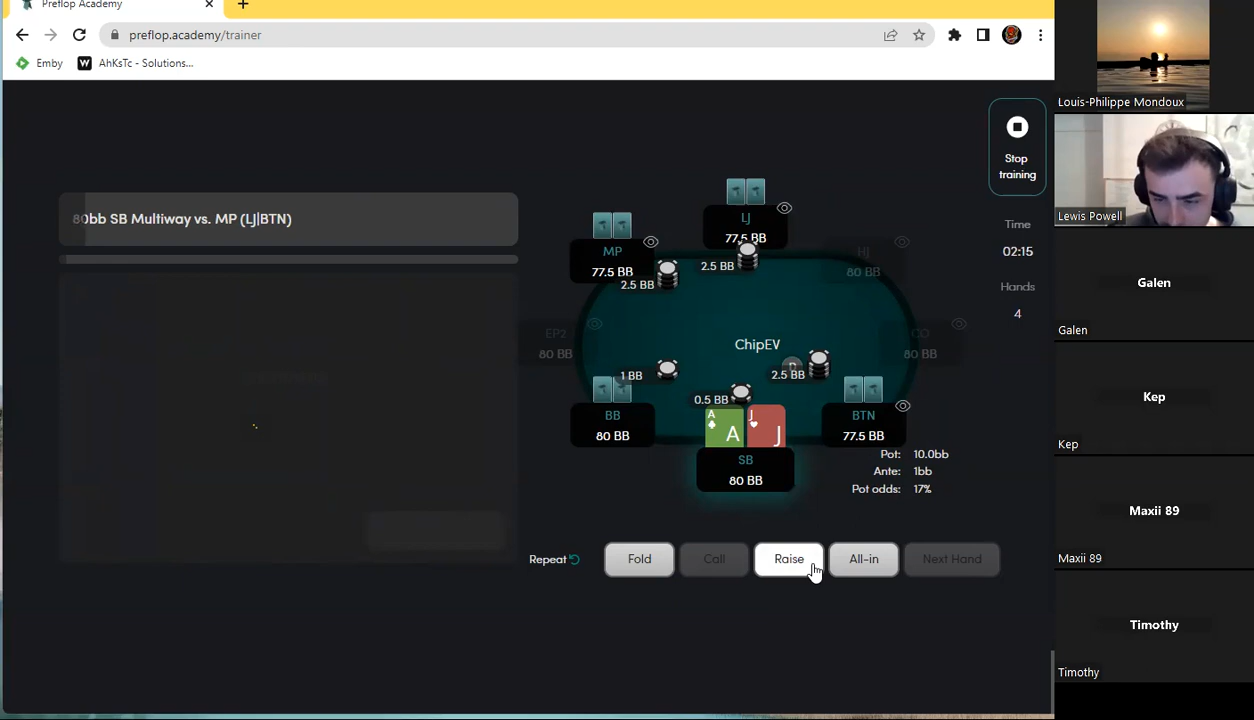 Preflop Academy
preflop.academy/trainer
Emby
AhKsTc - Solutions...
80bb SB Multiway vs. MP (LJ|BTN)
Stop
training
Time
02:15
Hands
4
LJ
77.5 BB
2.5 BB
MP
77.5 BB
2.5 BB
HJ
80 BB
EP2
80 BB
CO
80 BB
ChipEV
1 BB
D
2.5 BB
0.5 BB
BB
80 BB
A
A
J
J
BTN
77.5 BB
SB
80 BB
Pot: 10.0bb
Ante: 1bb
Pot odds: 17%
Repeat
Fold
Call
Raise
All-in
Next Hand
Louis-Philippe Mondoux
Lewis Powell
Galen
Galen
Kep
Kep
Maxii 89
Maxii 89
Timothy
Timothy